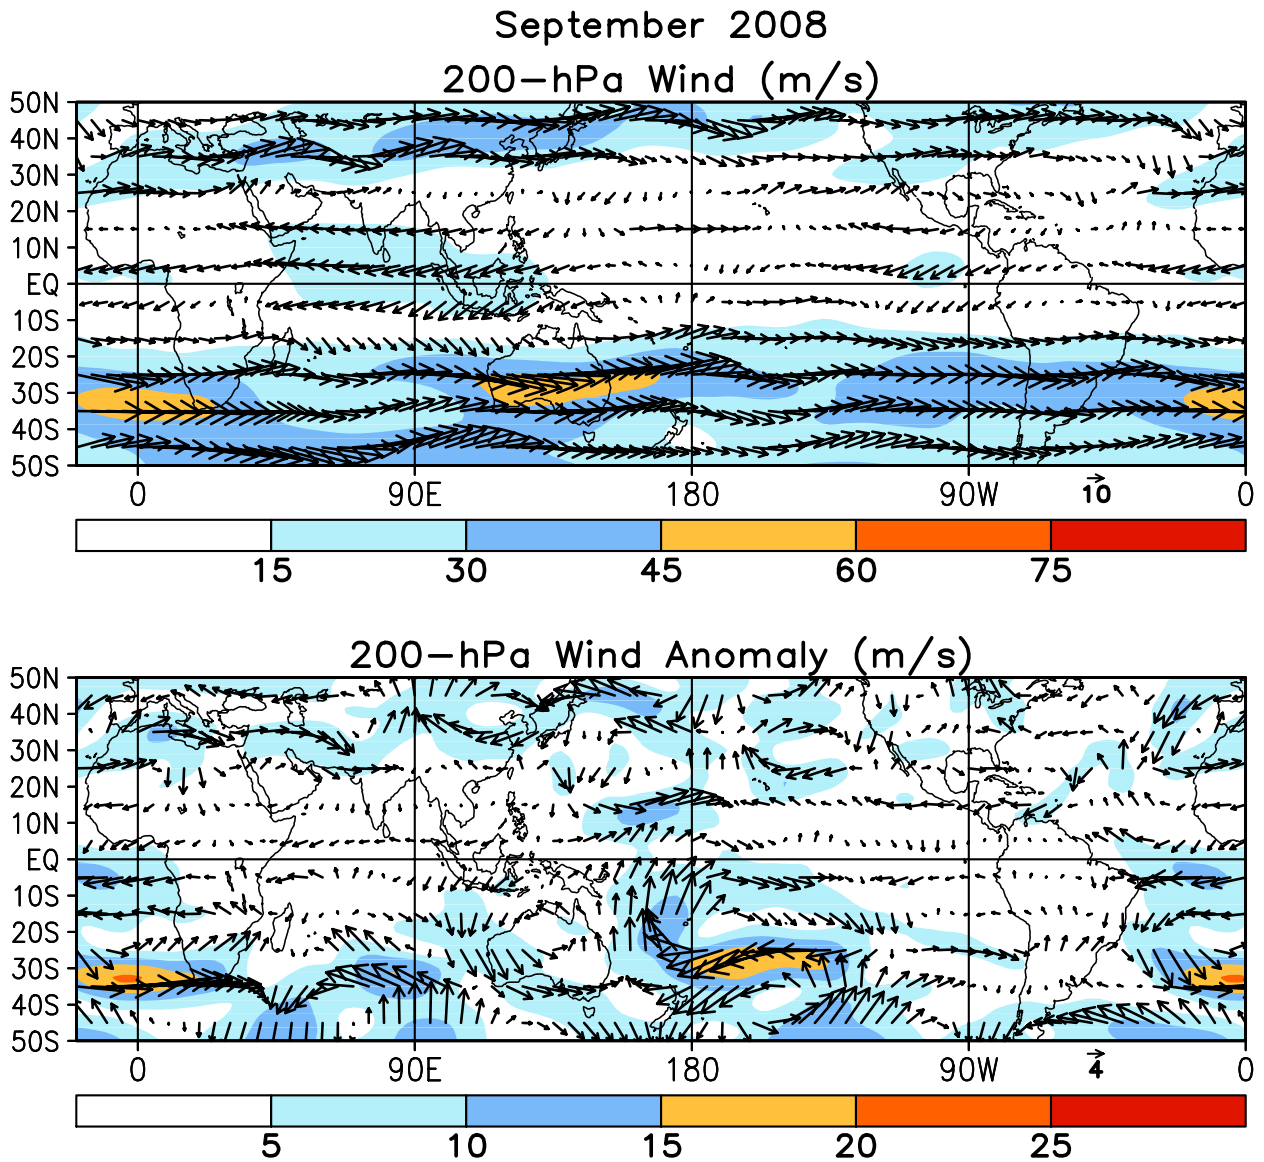 September 2008
200-hPa Wind (m/s)
50N
40N
30N
20N
10N
EQ
10S
20S
30S
40S
50S
0 90E 180 90W 10 0
15 30 45 60 75
200-hPa Wind Anomaly (m/s)
50N
40N
30N
20N
10N
EQ
10S
20S
30S
40S
50S
0 90E 180 90W 4 0
5 10 15 20 25